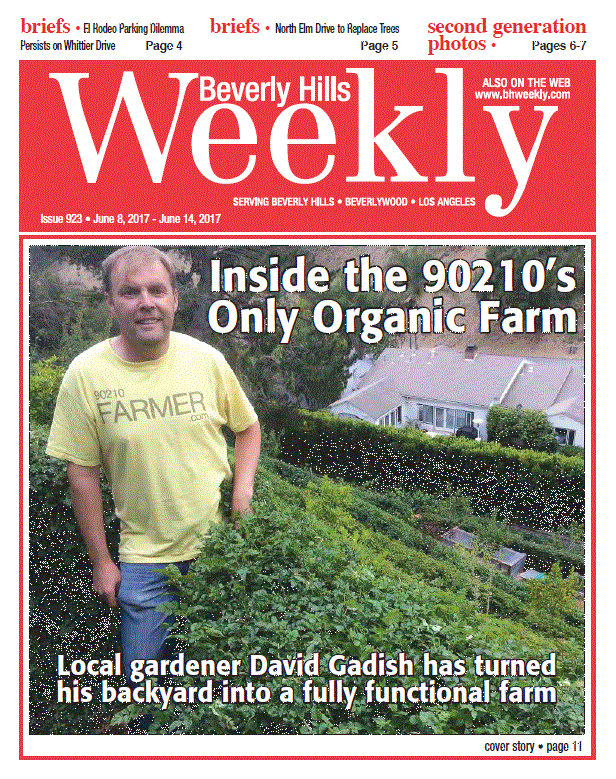 briefs • El Rodeo Parking Dilemma
Persists on Whittier Drive Page 4
briefs • North Elm Drive to Replace Trees
Page 5
second generation
photos • Pages 6-7
Beverly Hills
Weekly
ALSO ON THE WEB
www.bhweekly.com
SERVING BEVERLY HILLS • BEVERLYWOOD • LOS ANGELES
Issue 923 • June 8, 2017 - June 14, 2017
Inside the 90210's
Only Organic Farm
90210
FARMER
.com
Local gardener David Gadish has turned
his backyard into a fully functional farm
cover story • page 11